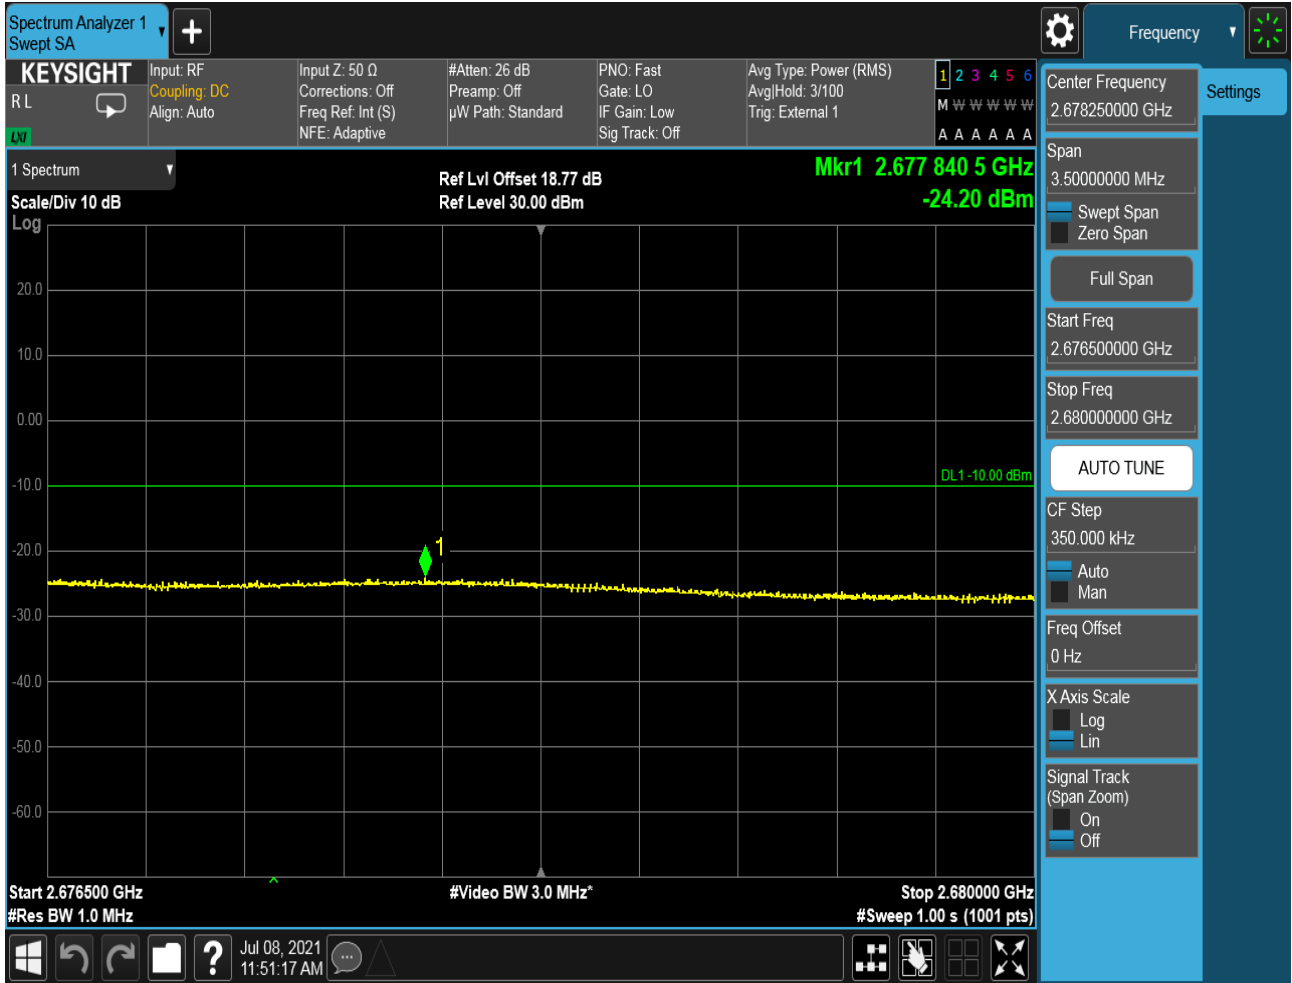 Spectrum Analyzer 1
Swept SA
Frequency
KEYSIGHT
R L
LXI
Input: RF
Coupling: DC
Align: Auto
Input Z: 50 Ω
Corrections: Off
Freq Ref: Int (S)
NFE: Adaptive
#Atten: 26 dB
Preamp: Off
µW Path: Standard
PNO: Fast
Gate: LO
IF Gain: Low
Sig Track: Off
Avg Type: Power (RMS)
Avg|Hold: 3/100
Trig: External 1
1 2 3 4 5 6
M W W W W W
A A A A A A
1 Spectrum
Scale/Div 10 dB
Log
Ref Lvl Offset 18.77 dB
Ref Level 30.00 dBm
Mkr1 2.677 840 5 GHz
-24.20 dBm
20.0
10.0
0.00
-10.0
-20.0
-30.0
-40.0
-50.0
-60.0
DL1 -10.00 dBm
1
Start 2.676500 GHz
#Res BW 1.0 MHz
#Video BW 3.0 MHz*
Stop 2.680000 GHz
#Sweep 1.00 s (1001 pts)
Center Frequency
2.678250000 GHz
Settings
Span
3.50000000 MHz
Swept Span
Zero Span
Full Span
Start Freq
2.676500000 GHz
Stop Freq
2.680000000 GHz
AUTO TUNE
CF Step
350.000 kHz
Auto
Man
Freq Offset
0 Hz
X Axis Scale
Log
Lin
Signal Track
(Span Zoom)
On
Off
?
Jul 08, 2021
11:51:17 AM